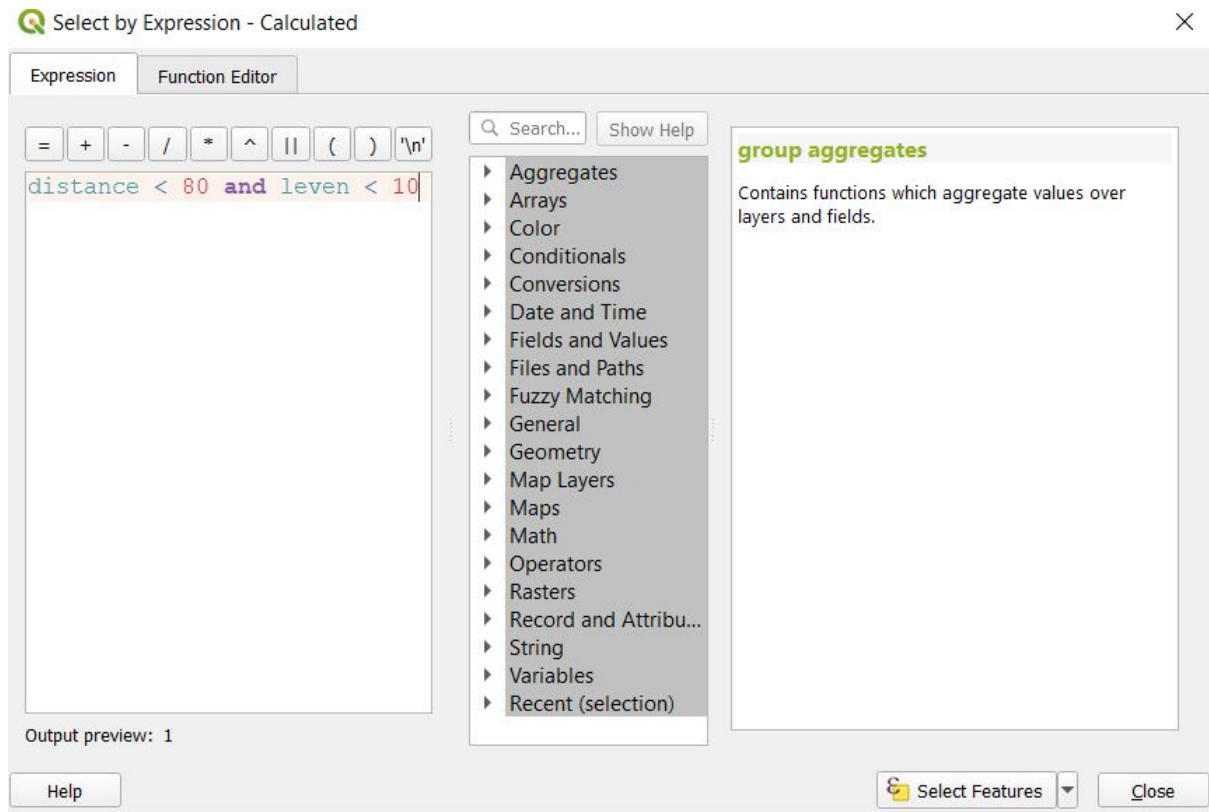 Select by Expression - Calculated
Expression
Function Editor
= + - / * ^ || ( ) '\n'
distance < 80 and leven < 10
Output preview: 1
Search...
Show Help
Aggregates
Arrays
Color
Conditionals
Conversions
Date and Time
Fields and Values
Files and Paths
Fuzzy Matching
General
Geometry
Map Layers
Maps
Math
Operators
Rasters
Record and Attribu...
String
Variables
Recent (selection)
group aggregates
Contains functions which aggregate values over
layers and fields.
Help
Select Features
Close